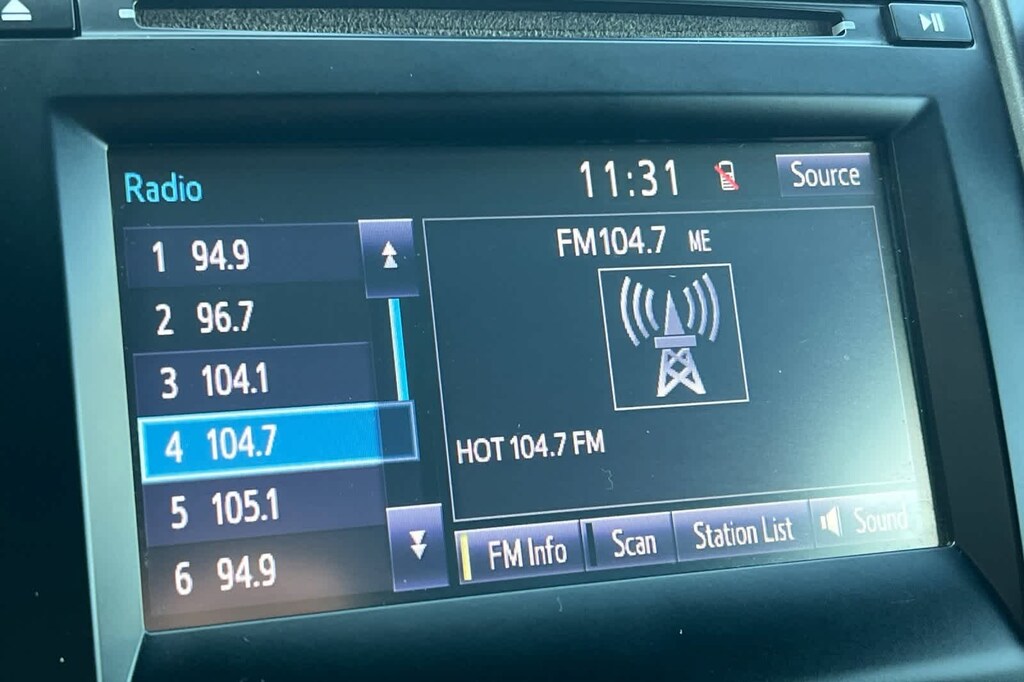 Radio
11:31
Source
1 94.9
2 96.7
3 104.1
4 104.7
5 105.1
6 94.9
FM104.7 ME
HOT 104.7 FM
FM Info
Scan
Station List
Sound